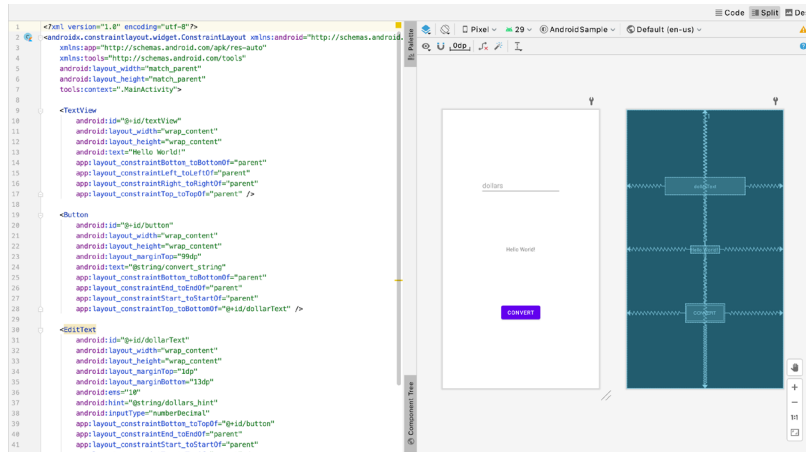 Code Split De
Pixel 29 AndroidSample Default (en-us)
0dp
Palette
1 <?xml version="1.0" encoding="utf-8"?>
2 <androidx.constraintlayout.widget.ConstraintLayout xmlns:android="http://schemas.android.
3 xmlns:app="http://schemas.android.com/apk/res-auto"
4 xmlns:tools="http://schemas.android.com/tools"
5 android:layout_width="match_parent"
6 android:layout_height="match_parent"
7 tools:context=".MainActivity">
8
9 <TextView
10 android:id="@+id/textView"
11 android:layout_width="wrap_content"
12 android:layout_height="wrap_content"
13 android:text="Hello World!"
14 app:layout_constraintBottom_toBottomOf="parent"
15 app:layout_constraintLeft_toLeftOf="parent"
16 app:layout_constraintRight_toRightOf="parent"
17 app:layout_constraintTop_toTopOf="parent" />
18
19 <Button
20 android:id="@+id/button"
21 android:layout_width="wrap_content"
22 android:layout_height="wrap_content"
23 android:layout_marginTop="99dp"
24 android:text="@string/convert_string"
25 app:layout_constraintBottom_toBottomOf="parent"
26 app:layout_constraintEnd_toEndOf="parent"
27 app:layout_constraintStart_toStartOf="parent"
28 app:layout_constraintTop_toBottomOf="@+id/dollarText" />
29
30 <EditText
31 android:id="@+id/dollarText"
32 android:layout_width="wrap_content"
33 android:layout_height="wrap_content"
34 android:layout_marginTop="1dp"
35 android:layout_marginBottom="13dp"
36 android:ems="10"
37 android:hint="@string/dollars_hint"
38 android:inputType="numberDecimal"
39 app:layout_constraintBottom_toTopOf="@+id/button"
40 app:layout_constraintEnd_toEndOf="parent"
41 app:layout_constraintStart_toStartOf="parent"
Component Tree
dollars
Hello World!
CONVERT
Hello World!
CONVERT
1:1